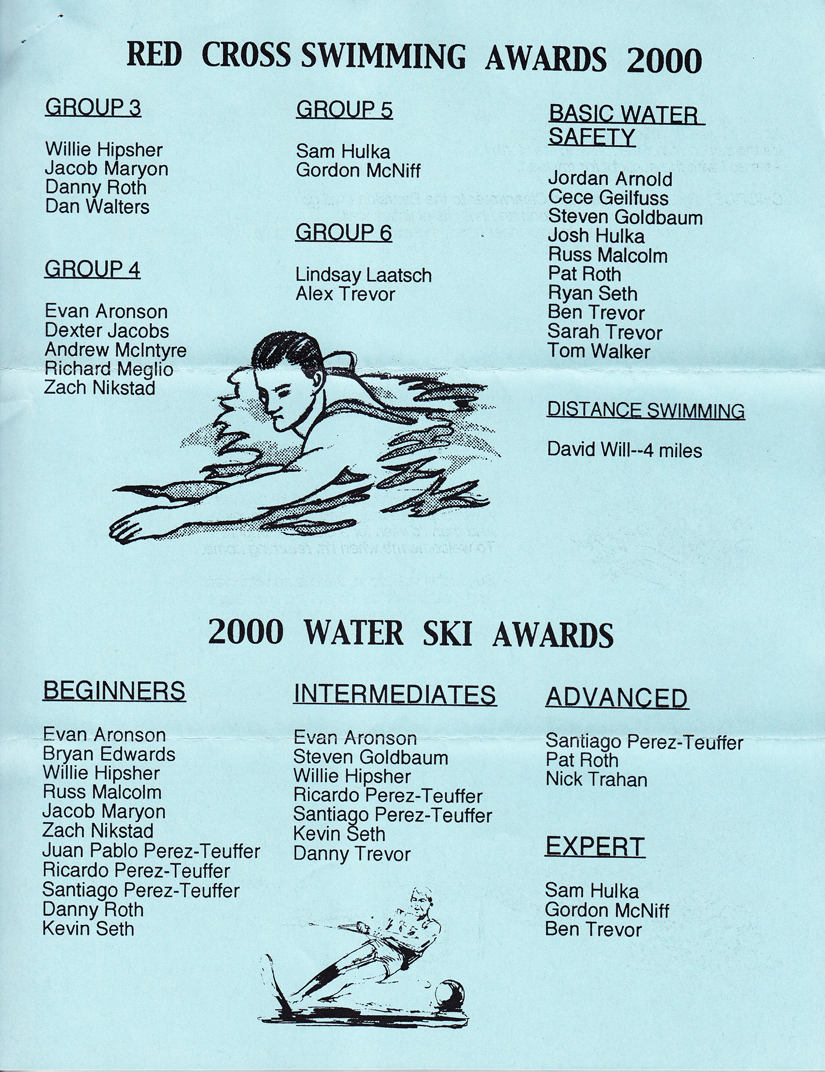 RED CROSS SWIMMING AWARDS 2000
GROUP 3
Willie Hipsher
Jacob Maryon
Danny Roth
Dan Walters
GROUP 4
Evan Aronson
Dexter Jacobs
Andrew McIntyre
Richard Meglio
Zach Nikstad
GROUP 5
Sam Hulka
Gordon McNiff
GROUP 6
Lindsay Laatsch
Alex Trevor
BASIC WATER
SAFETY
Jordan Arnold
Cece Geilfuss
Steven Goldbaum
Josh Hulka
Russ Malcolm
Pat Roth
Ryan Seth
Ben Trevor
Sarah Trevor
Tom Walker
DISTANCE SWIMMING
David Will--4 miles
2000 WATER SKI AWARDS
BEGINNERS
Evan Aronson
Bryan Edwards
Willie Hipsher
Russ Malcolm
Jacob Maryon
Zach Nikstad
Juan Pablo Perez-Teuffer
Ricardo Perez-Teuffer
Santiago Perez-Teuffer
Danny Roth
Kevin Seth
INTERMEDIATES
Evan Aronson
Steven Goldbaum
Willie Hipsher
Ricardo Perez-Teuffer
Santiago Perez-Teuffer
Kevin Seth
Danny Trevor
ADVANCED
Santiago Perez-Teuffer
Pat Roth
Nick Trahan
EXPERT
Sam Hulka
Gordon McNiff
Ben Trevor